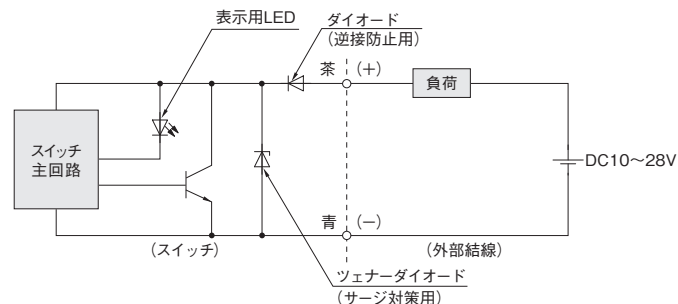 表示用LED
ダイオード
(逆接防止用)
茶 (+)
負荷
スイッチ
主回路
DC10～28V
青 (−)
(スイッチ)
(外部結線)
ツェナーダイオード
(サージ対策用)